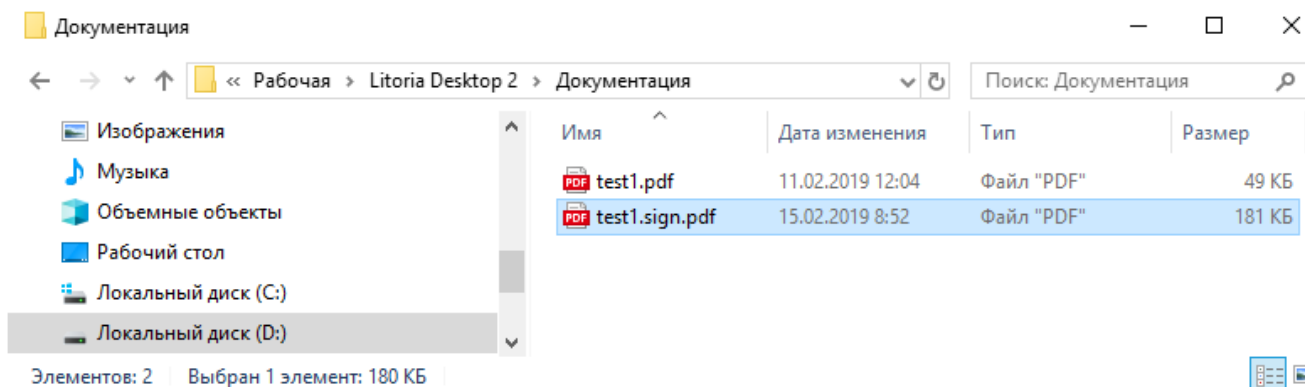 Документация
« Рабочая > Litoria Desktop 2 > Документация Поиск: Документация
Изображения
Музыка
Объемные объекты
Рабочий стол
Локальный диск (C:)
Локальный диск (D:)
Имя Дата изменения Тип Размер
PDF test1.pdf 11.02.2019 12:04 Файл "PDF" 49 КБ
PDF test1.sign.pdf 15.02.2019 8:52 Файл "PDF" 181 КБ
Элементов: 2 Выбран 1 элемент: 180 КБ